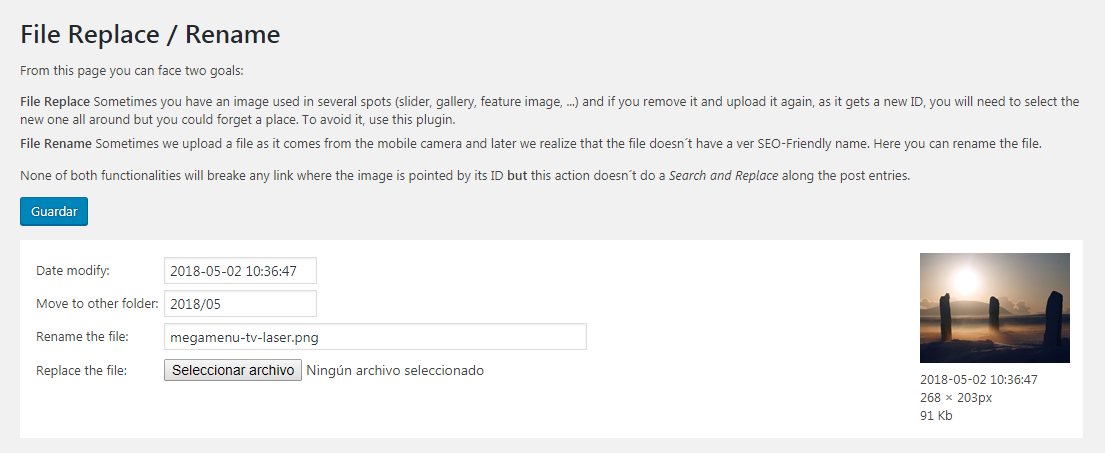 File Replace / Rename
From this page you can face two goals:
File Replace Sometimes you have an image used in several spots (slider, gallery, feature image, ...) and if you remove it and upload it again, as it gets a new ID, you will need to select the
new one all around but you could forget a place. To avoid it, use this plugin.
File Rename Sometimes we upload a file as it comes from the mobile camera and later we realize that the file doesn´t have a ver SEO-Friendly name. Here you can rename the file.
None of both functionalities will breake any link where the image is pointed by its ID but this action doesn´t do a Search and Replace along the post entries.
Guardar
Date modify: 2018-05-02 10:36:47
Move to other folder: 2018/05
Rename the file: megamenu-tv-laser.png
Replace the file: Seleccionar archivo Ningún archivo seleccionado
2018-05-02 10:36:47
268 × 203px
91 Kb